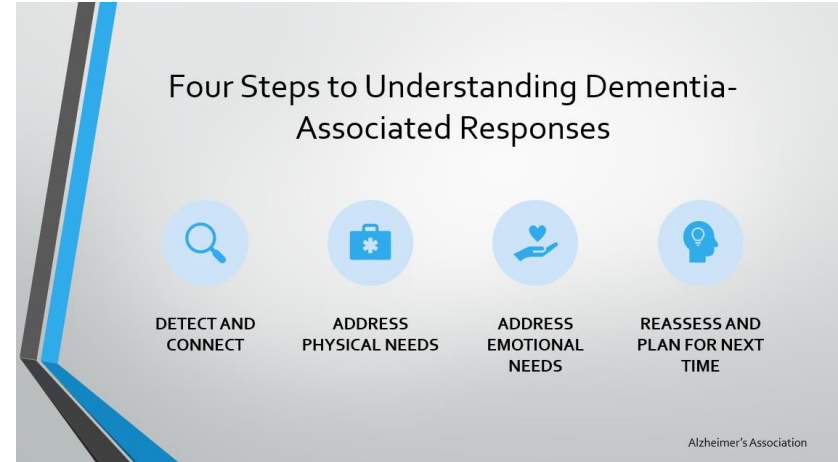 Four Steps to Understanding Dementia-
Associated Responses
DETECT AND
CONNECT
ADDRESS
PHYSICAL NEEDS
ADDRESS
EMOTIONAL
NEEDS
REASSESS AND
PLAN FOR NEXT
TIME
Alzheimer's Association